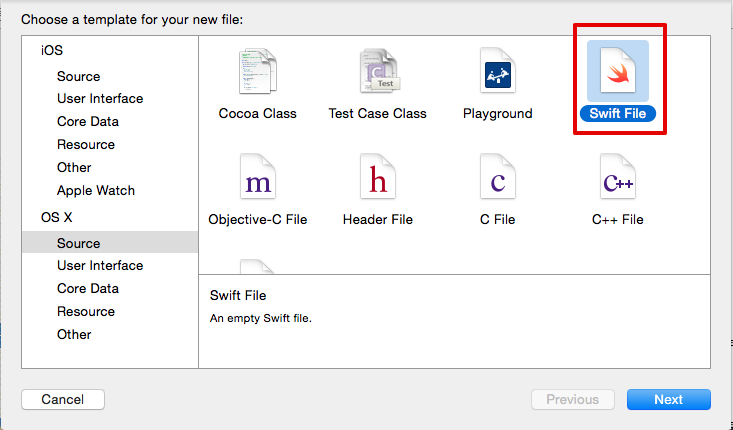 Choose a template for your new file:
iOS
Source
User Interface
Core Data
Resource
Other
Apple Watch
OS X
Source
User Interface
Core Data
Resource
Other
Test
Cocoa Class
Test Case Class
Playground
Swift File
m
h
c
C++
Objective-C File
Header File
C File
C++ File
Swift File
An empty Swift file.
Cancel
Previous
Next